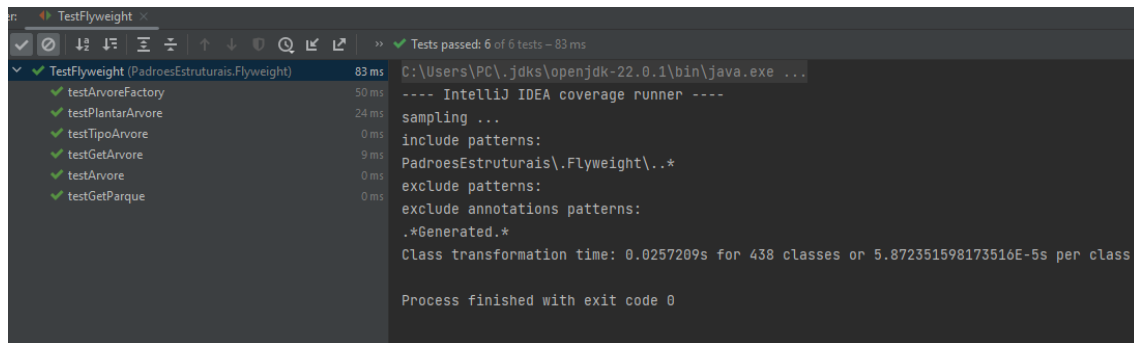 er: TestFlyweight
Tests passed: 6 of 6 tests – 83 ms
TestFlyweight (PadroesEstruturais.Flyweight) 83 ms
testArvoreFactory 50 ms
testPlantarArvore 24 ms
testTipoArvore 0 ms
testGetArvore 9 ms
testArvore 0 ms
testGetParque 0 ms
C:\Users\PC\.jdks\openjdk-22.0.1\bin\java.exe ...
---- IntelliJ IDEA coverage runner ----
sampling ...
include patterns:
PadroesEstruturais\.Flyweight\..*
exclude patterns:
exclude annotations patterns:
.*Generated.*
Class transformation time: 0.0257209s for 438 classes or 5.872351598173516E-5s per class
Process finished with exit code 0